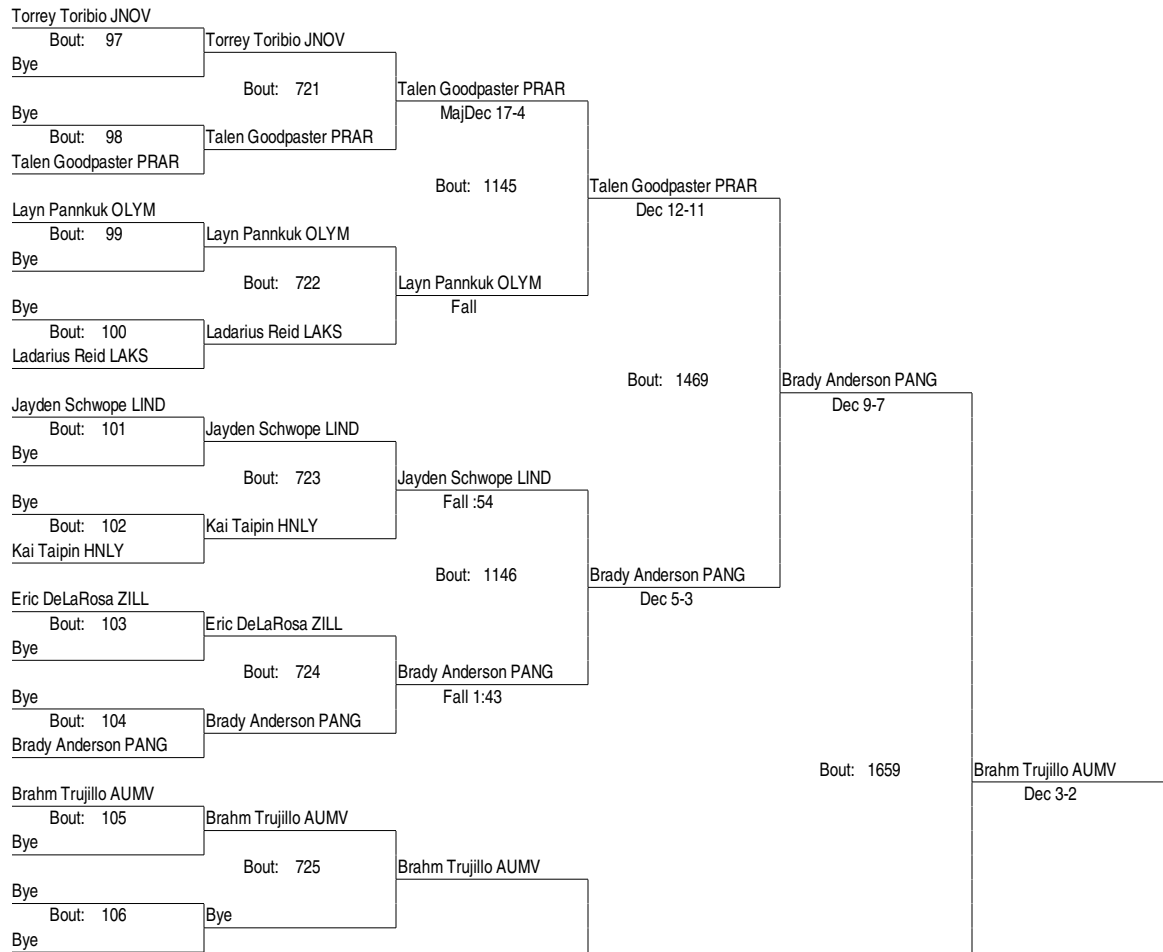 Torrey Toribio JNOV
Bout: 97
Torrey Toribio JNOV
Bye
Bout: 721
Talen Goodpaster PRAR
Bye
MajDec 17-4
Bout: 98
Talen Goodpaster PRAR
Talen Goodpaster PRAR
Bout: 1145
Talen Goodpaster PRAR
Layn Pannkuk OLYM
Dec 12-11
Bout: 99
Layn Pannkuk OLYM
Bye
Bout: 722
Layn Pannkuk OLYM
Bye
Fall
Bout: 100
Ladarius Reid LAKS
Ladarius Reid LAKS
Bout: 1469
Brady Anderson PANG
Jayden Schwope LIND
Dec 9-7
Bout: 101
Jayden Schwope LIND
Bye
Bout: 723
Jayden Schwope LIND
Bye
Fall :54
Bout: 102
Kai Taipin HNLY
Kai Taipin HNLY
Bout: 1146
Brady Anderson PANG
Eric DeLaRosa ZILL
Dec 5-3
Bout: 103
Eric DeLaRosa ZILL
Bye
Bout: 724
Brady Anderson PANG
Bye
Fall 1:43
Bout: 104
Brady Anderson PANG
Brady Anderson PANG
Bout: 1659
Brahm Trujillo AUMV
Brahm Trujillo AUMV
Dec 3-2
Bout: 105
Brahm Trujillo AUMV
Bye
Bout: 725
Brahm Trujillo AUMV
Bye
Bout: 106
Bye
Bye